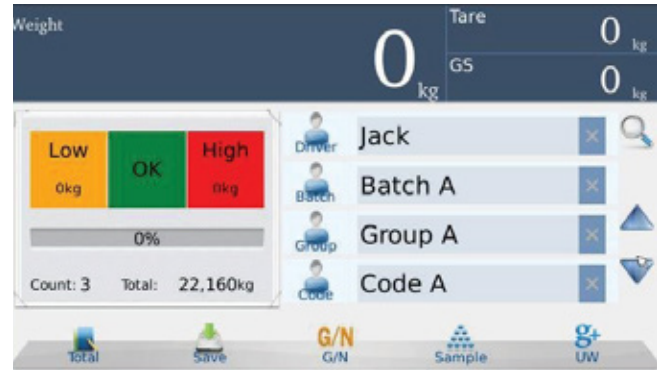 Weight
0 kg
Tare
0 kg
GS
0 kg
Low
0kg
OK
High
0kg
0%
Count: 3 Total: 22,160kg
Driver Jack ×
Batch Batch A ×
Group Group A ×
Code Code A ×
Total
Save
G/N
G/N
Sample
g+
UW